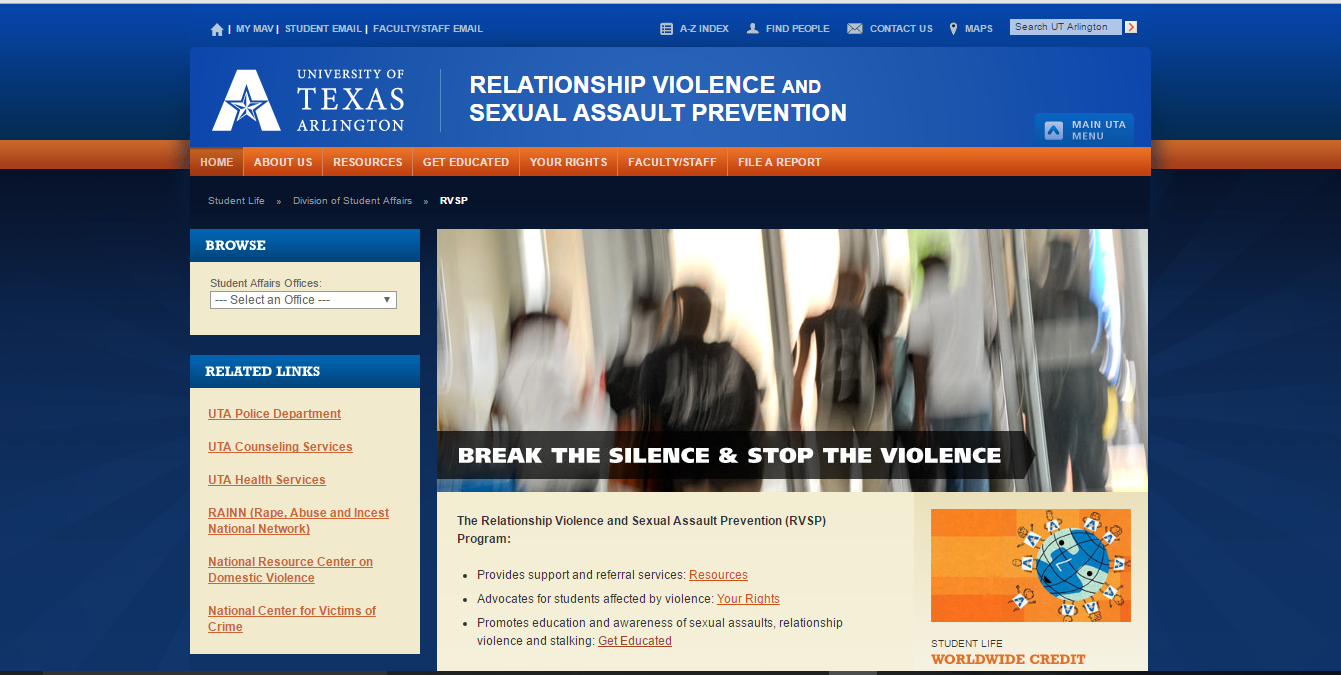 MY MAV | STUDENT EMAIL | FACULTY/STAFF EMAIL
A-Z INDEX FIND PEOPLE CONTACT US MAPS Search UT Arlington
UNIVERSITY OF
TEXAS
ARLINGTON
RELATIONSHIP VIOLENCE AND
SEXUAL ASSAULT PREVENTION
MAIN UTA
MENU
HOME ABOUT US RESOURCES GET EDUCATED YOUR RIGHTS FACULTY/STAFF FILE A REPORT
Student Life » Division of Student Affairs » RVSP
BROWSE
Student Affairs Offices:
--- Select an Office ---
RELATED LINKS
UTA Police Department
UTA Counseling Services
UTA Health Services
RAINN (Rape, Abuse and Incest
National Network)
National Resource Center on
Domestic Violence
National Center for Victims of
Crime
BREAK THE SILENCE & STOP THE VIOLENCE
The Relationship Violence and Sexual Assault Prevention (RVSP)
Program:
• Provides support and referral services: Resources
• Advocates for students affected by violence: Your Rights
• Promotes education and awareness of sexual assaults, relationship
violence and stalking: Get Educated
STUDENT LIFE
WORLDWIDE CREDIT